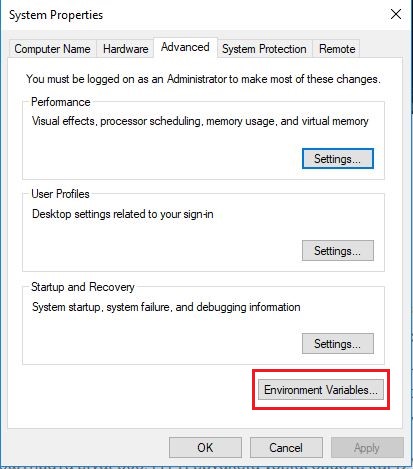 System Properties
Computer Name Hardware Advanced System Protection Remote
You must be logged on as an Administrator to make most of these changes.
Performance
Visual effects, processor scheduling, memory usage, and virtual memory
Settings...
User Profiles
Desktop settings related to your sign-in
Settings...
Startup and Recovery
System startup, system failure, and debugging information
Settings...
Environment Variables...
OK Cancel Apply